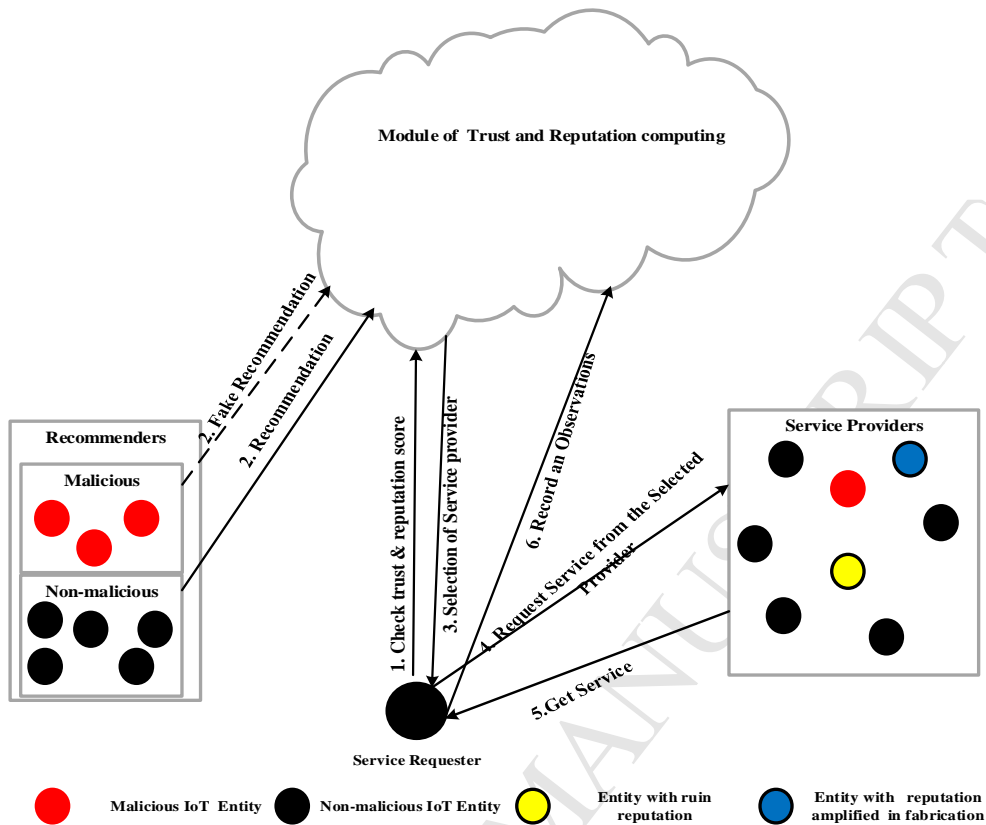 Module of Trust and Reputation computing
2. Fake Recommendation
2. Recommendation
1. Check trust & reputation score
3. Selection of Service provider
6. Record an Observations
4. Request Service from the Selected
Provider
5.Get Service
Recommenders
Malicious
Non-malicious
Service Providers
Service Requester
Malicious IoT Entity
Non-malicious IoT Entity
Entity with ruin
reputation
Entity with reputation
amplified in fabrication
MANUSCRIPT